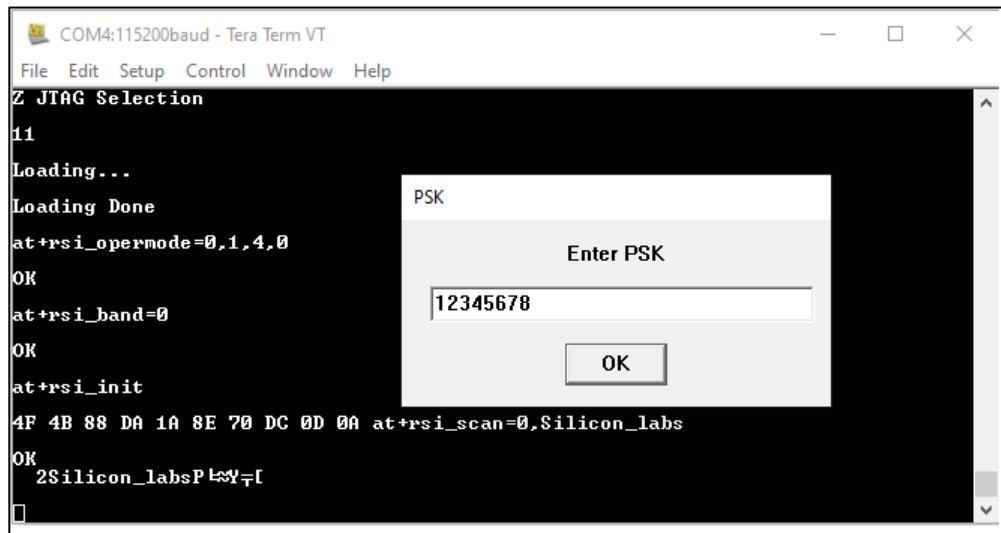 COM4:115200baud - Tera Term VT
File Edit Setup Control Window Help
Z JTAG Selection
11
Loading...
Loading Done
at+rsi_opermode=0,1,4,0
OK
at+rsi_band=0
OK
at+rsi_init
4F 4B 88 DA 1A 8E 70 DC 0D 0A at+rsi_scan=0,Silicon_labs
OK
2Silicon_labsP
PSK
Enter PSK
12345678
OK